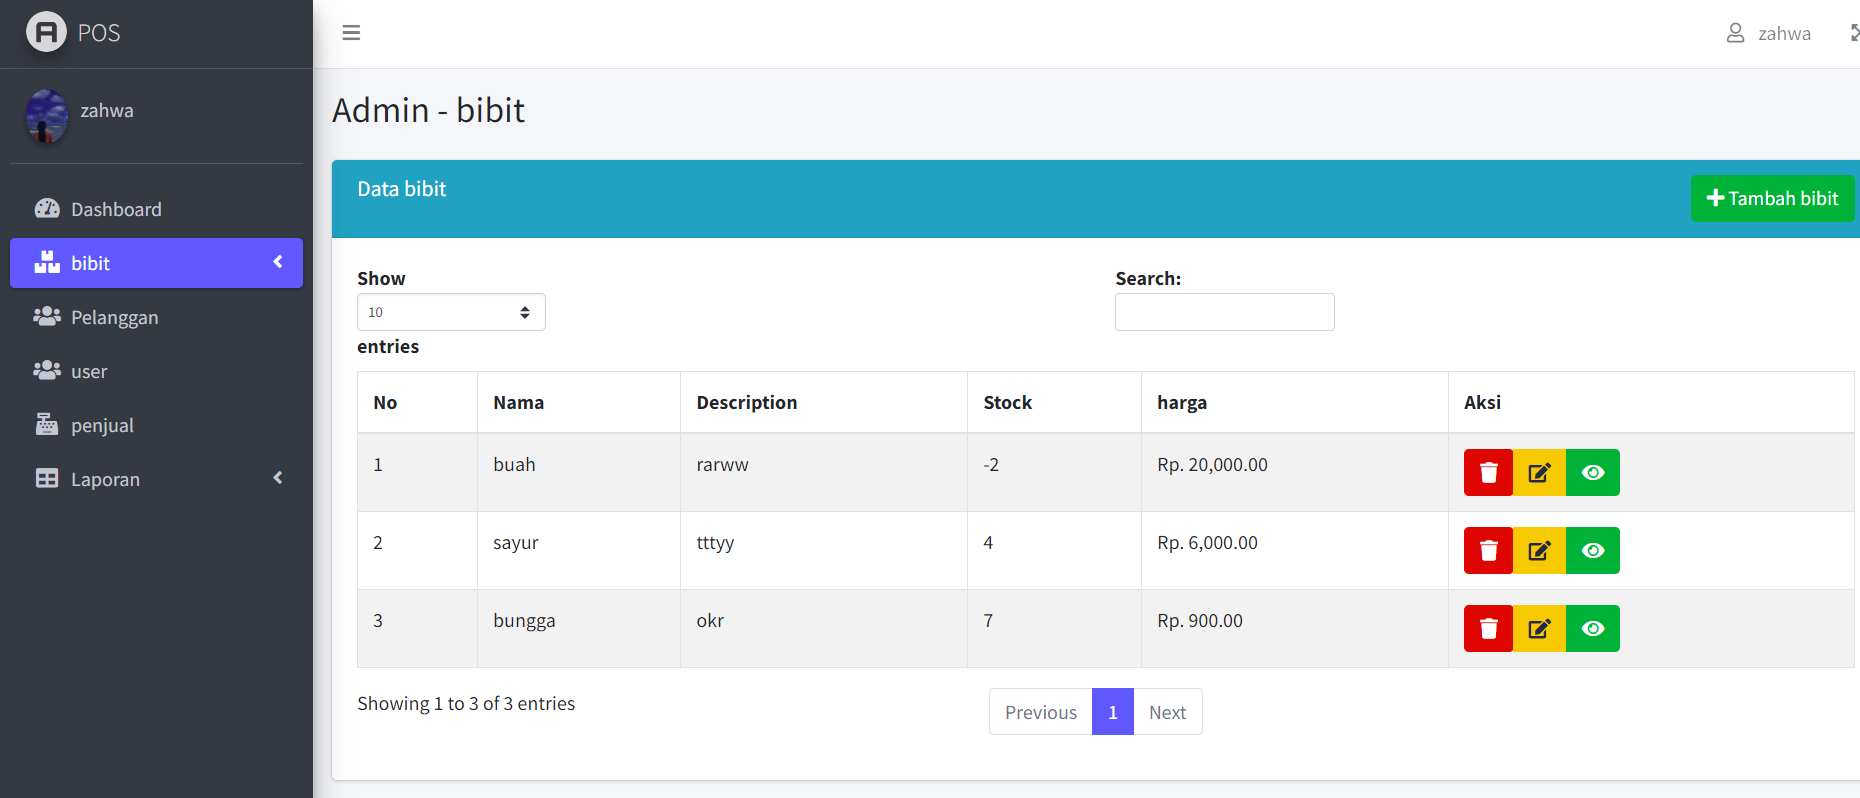 POS
zahwa
zahwa
Dashboard
bibit
Pelanggan
user
penjual
Laporan
Admin - bibit
Data bibit
Tambah bibit
Show
10
entries
Search:
No Nama Description Stock harga Aksi
1 buah rarww -2 Rp. 20,000.00
2 sayur tttyy 4 Rp. 6,000.00
3 bungga okr 7 Rp. 900.00
Showing 1 to 3 of 3 entries
Previous 1 Next